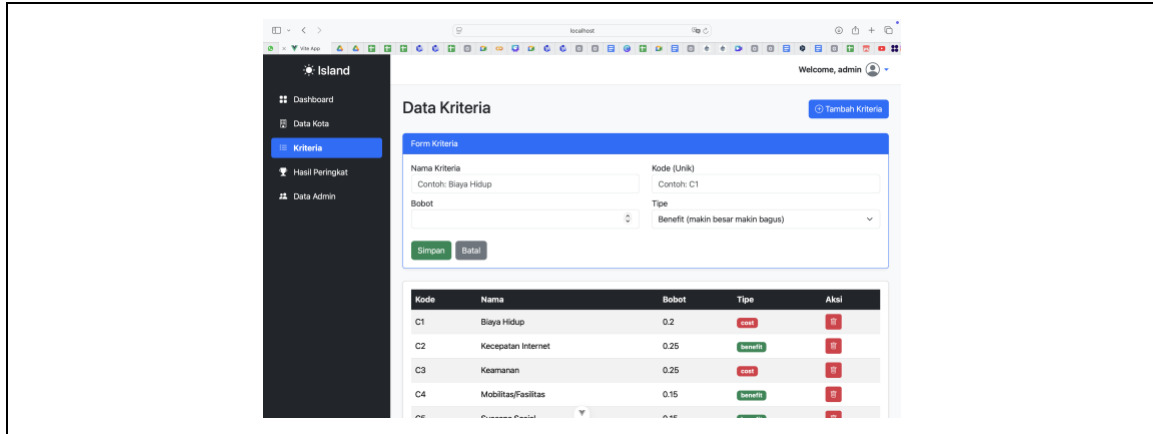 localhost
Vite App
Island
Welcome, admin
Dashboard
Data Kota
Kriteria
Hasil Peringkat
Data Admin
Data Kriteria
Tambah Kriteria
Form Kriteria
Nama Kriteria Kode (Unik)
Contoh: Biaya Hidup Contoh: C1
Bobot Tipe
Benefit (makin besar makin bagus)
Simpan Batal
Kode Nama Bobot Tipe Aksi
C1 Biaya Hidup 0.2 cost
C2 Kecepatan Internet 0.25 benefit
C3 Keamanan 0.25 cost
C4 Mobilitas/Fasilitas 0.15 benefit